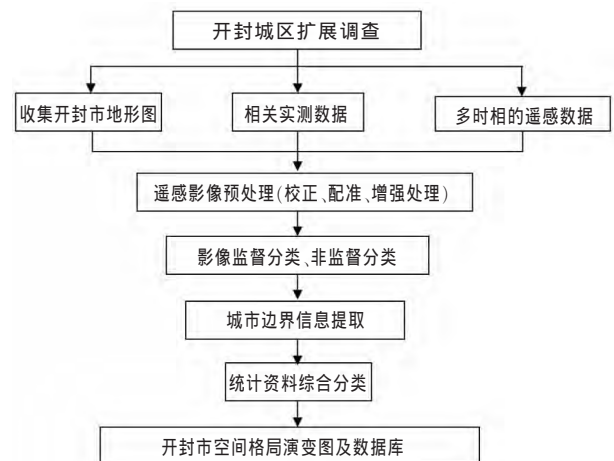 开封城区扩展调查
收集开封市地形图
相关实测数据
多时相的遥感数据
遥感影像预处理(校正、配准、增强处理)
影像监督分类、非监督分类
城市边界信息提取
统计资料综合分类
开封市空间格局演变图及数据库